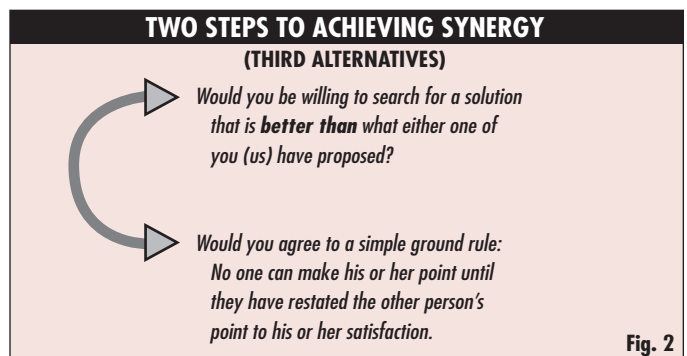 TWO STEPS TO ACHIEVING SYNERGY
(THIRD ALTERNATIVES)
Would you be willing to search for a solution
that is better than what either one of
you (us) have proposed?
Would you agree to a simple ground rule:
No one can make his or her point until
they have restated the other person's
point to his or her satisfaction.
Fig. 2